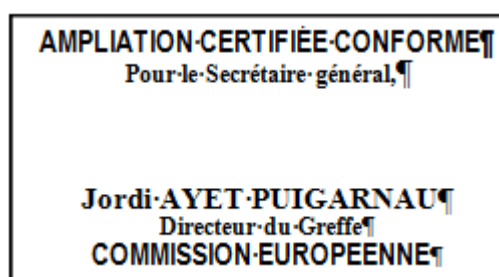 AMPLIATION·CERTIFIÉE·CONFORME¶
Pour·le·Secrétaire·général,¶
Jordi·AYET·PUIGARNAU¶
Directeur·du·Greffe¶
COMMISSION·EUROPEENNE¶